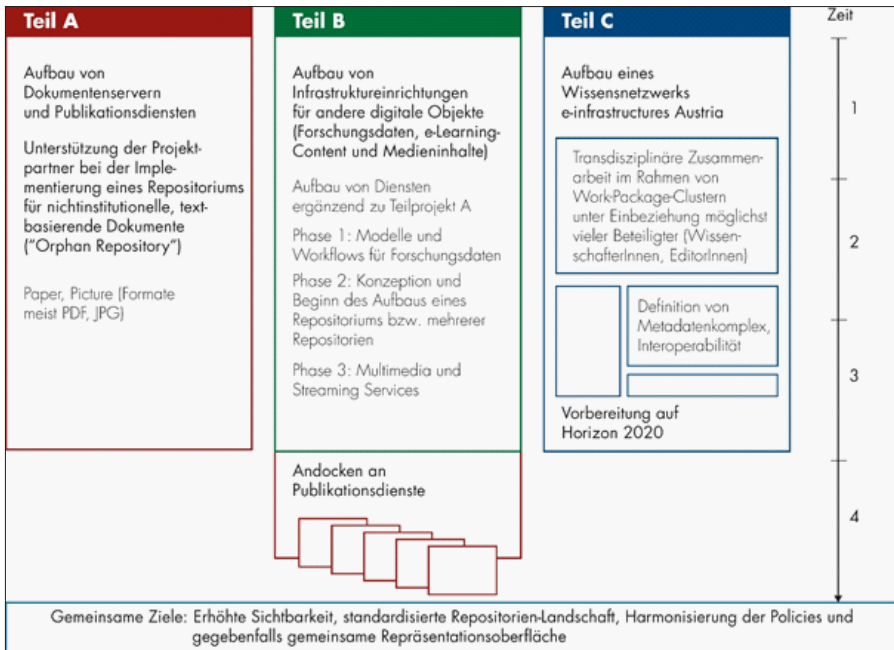 Teil A
Aufbau von
Dokumentenservern
und Publikationsdiensten
Unterstützung der Projekt-
partner bei der Imple-
mentierung eines Repositoriums
für nichtinstitutionelle, text-
basierende Dokumente
("Orphan Repository")
Paper, Picture (Formate
meist PDF, JPG)
Teil B
Aufbau von
Infrastruktureinrichtungen
für andere digitale Objekte
(Forschungsdaten, e-Learning-
Content und Medieninhalte)
Aufbau von Diensten
ergänzend zu Teilprojekt A
Phase 1: Modelle und
Workflows für Forschungsdaten
Phase 2: Konzeption und
Beginn des Aufbaus eines
Repositoriums bzw. mehrerer
Repositorien
Phase 3: Multimedia und
Streaming Services
Andocken an
Publikationsdienste
Teil C
Aufbau eines
Wissensnetzwerks
e-infrastructures Austria
Transdisziplinäre Zusammen-
arbeit im Rahmen von
Work-Package-Clustern
unter Einbeziehung möglichst
vieler Beteiligter (Wissen-
schafterInnen, EditorInnen)
Definition von
Metadatenkomplex,
Interoperabilität
Vorbereitung auf
Horizon 2020
Zeit
1
2
3
4
Gemeinsame Ziele: Erhöhte Sichtbarkeit, standardisierte Repositorien-Landschaft, Harmonisierung der Policies und
gegebenfalls gemeinsame Repräsentationsoberfläche